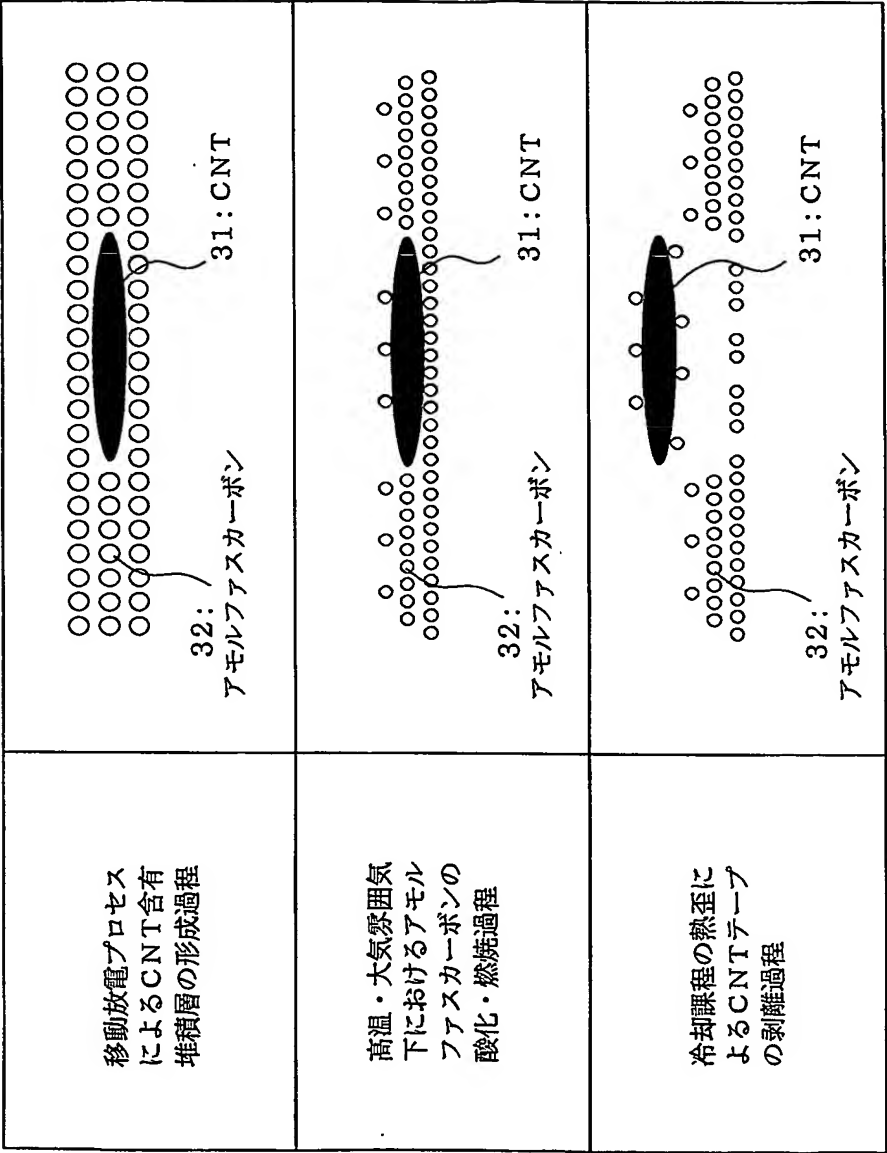 移動放電プロセス
によるCNT含有
堆積層の形成過程
31:CNT
32:
アモルファスカーボン
高温・大気雰囲気
下におけるアモル
ファスカーボンの
酸化・燃焼過程
31:CNT
32:
アモルファスカーボン
冷却課程の熱歪に
よるCNTテープ
の剥離過程
31:CNT
32:
アモルファスカーボン